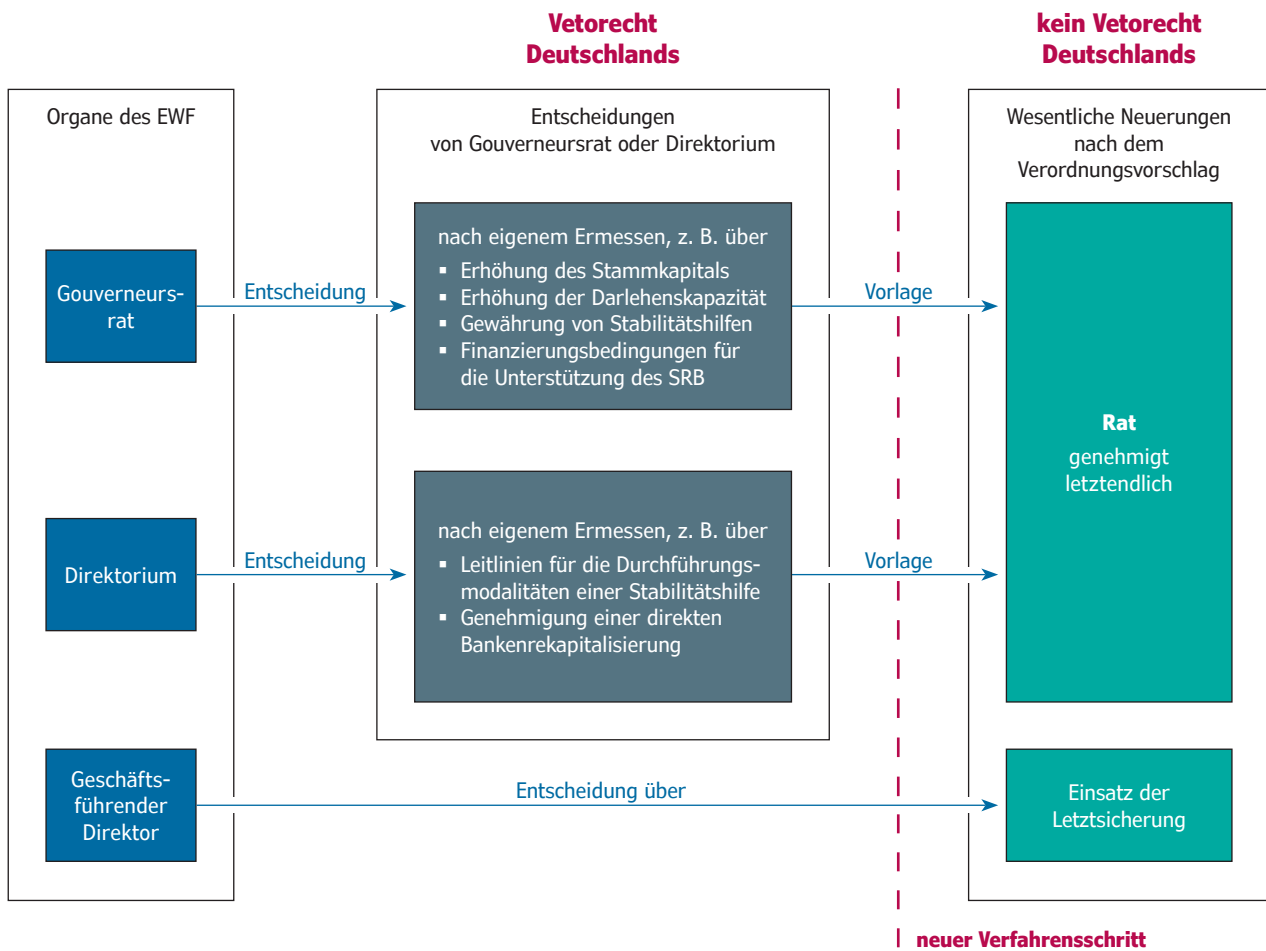 Vetorecht
Deutschlands
kein Vetorecht
Deutschlands
Organe des EWF
Entscheidungen
von Gouverneursrat oder Direktorium
Wesentliche Neuerungen
nach dem
Verordnungsvorschlag
Gouverneurs-
rat
Entscheidung
nach eigenem Ermessen, z. B. über
▪ Erhöhung des Stammkapitals
▪ Erhöhung der Darlehenskapazität
▪ Gewährung von Stabilitätshilfen
▪ Finanzierungsbedingungen für
die Unterstützung des SRB
Vorlage
Rat
genehmigt
letztendlich
Direktorium
Entscheidung
nach eigenem Ermessen, z. B. über
▪ Leitlinien für die Durchführungs-
modalitäten einer Stabilitätshilfe
▪ Genehmigung einer direkten
Bankenrekapitalisierung
Vorlage
Geschäfts-
führender
Direktor
Entscheidung über
Einsatz der
Letztsicherung
neuer Verfahrensschritt